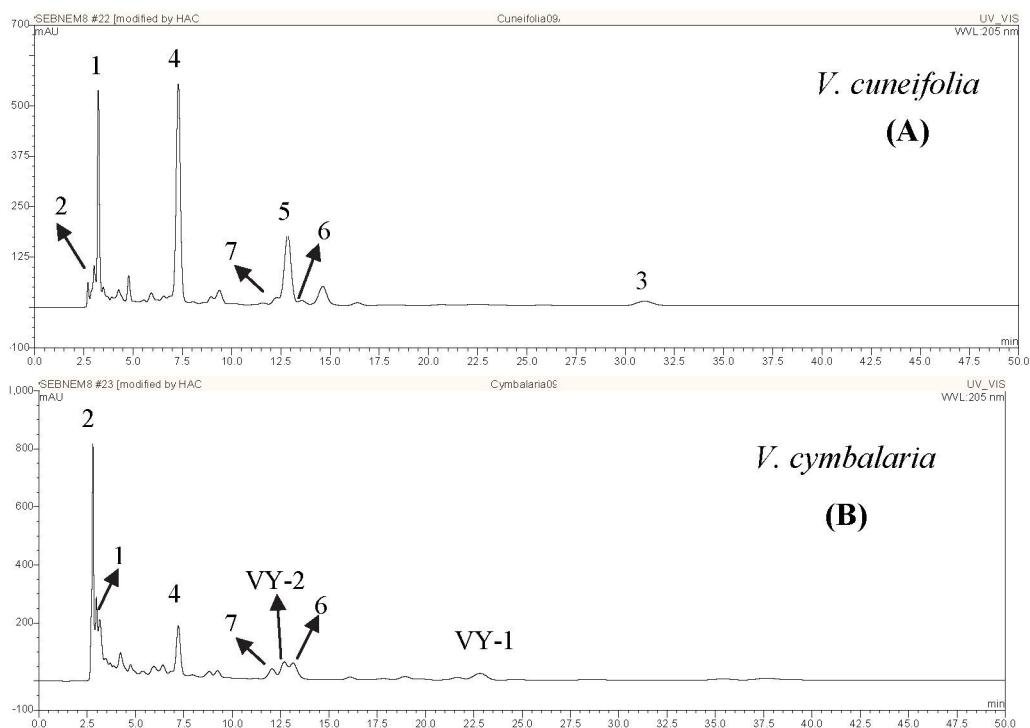 SEBNEM8 #22 [modified by HAC Cuneifolia09 UV_VIS
700
mAU WVL:205 nm
V. cuneifolia
(A)
1
4
500
375
250
125
-100
2
7
5
6
3
min
0.0 2.5 5.0 7.5 10.0 12.5 15.0 17.5 20.0 22.5 25.0 27.5 30.0 32.5 35.0 37.5 40.0 42.5 45.0 47.5 50.0
SEBNEM8 #23 [modified by HAC Cymbalaria09 UV_VIS
1,000
mAU WVL:205 nm
V. cymbalaria
(B)
2
800
600
400
200
-100
1
4
7
VY-2
6
VY-1
min
0.0 2.5 5.0 7.5 10.0 12.5 15.0 17.5 20.0 22.5 25.0 27.5 30.0 32.5 35.0 37.5 40.0 42.5 45.0 47.5 50.0